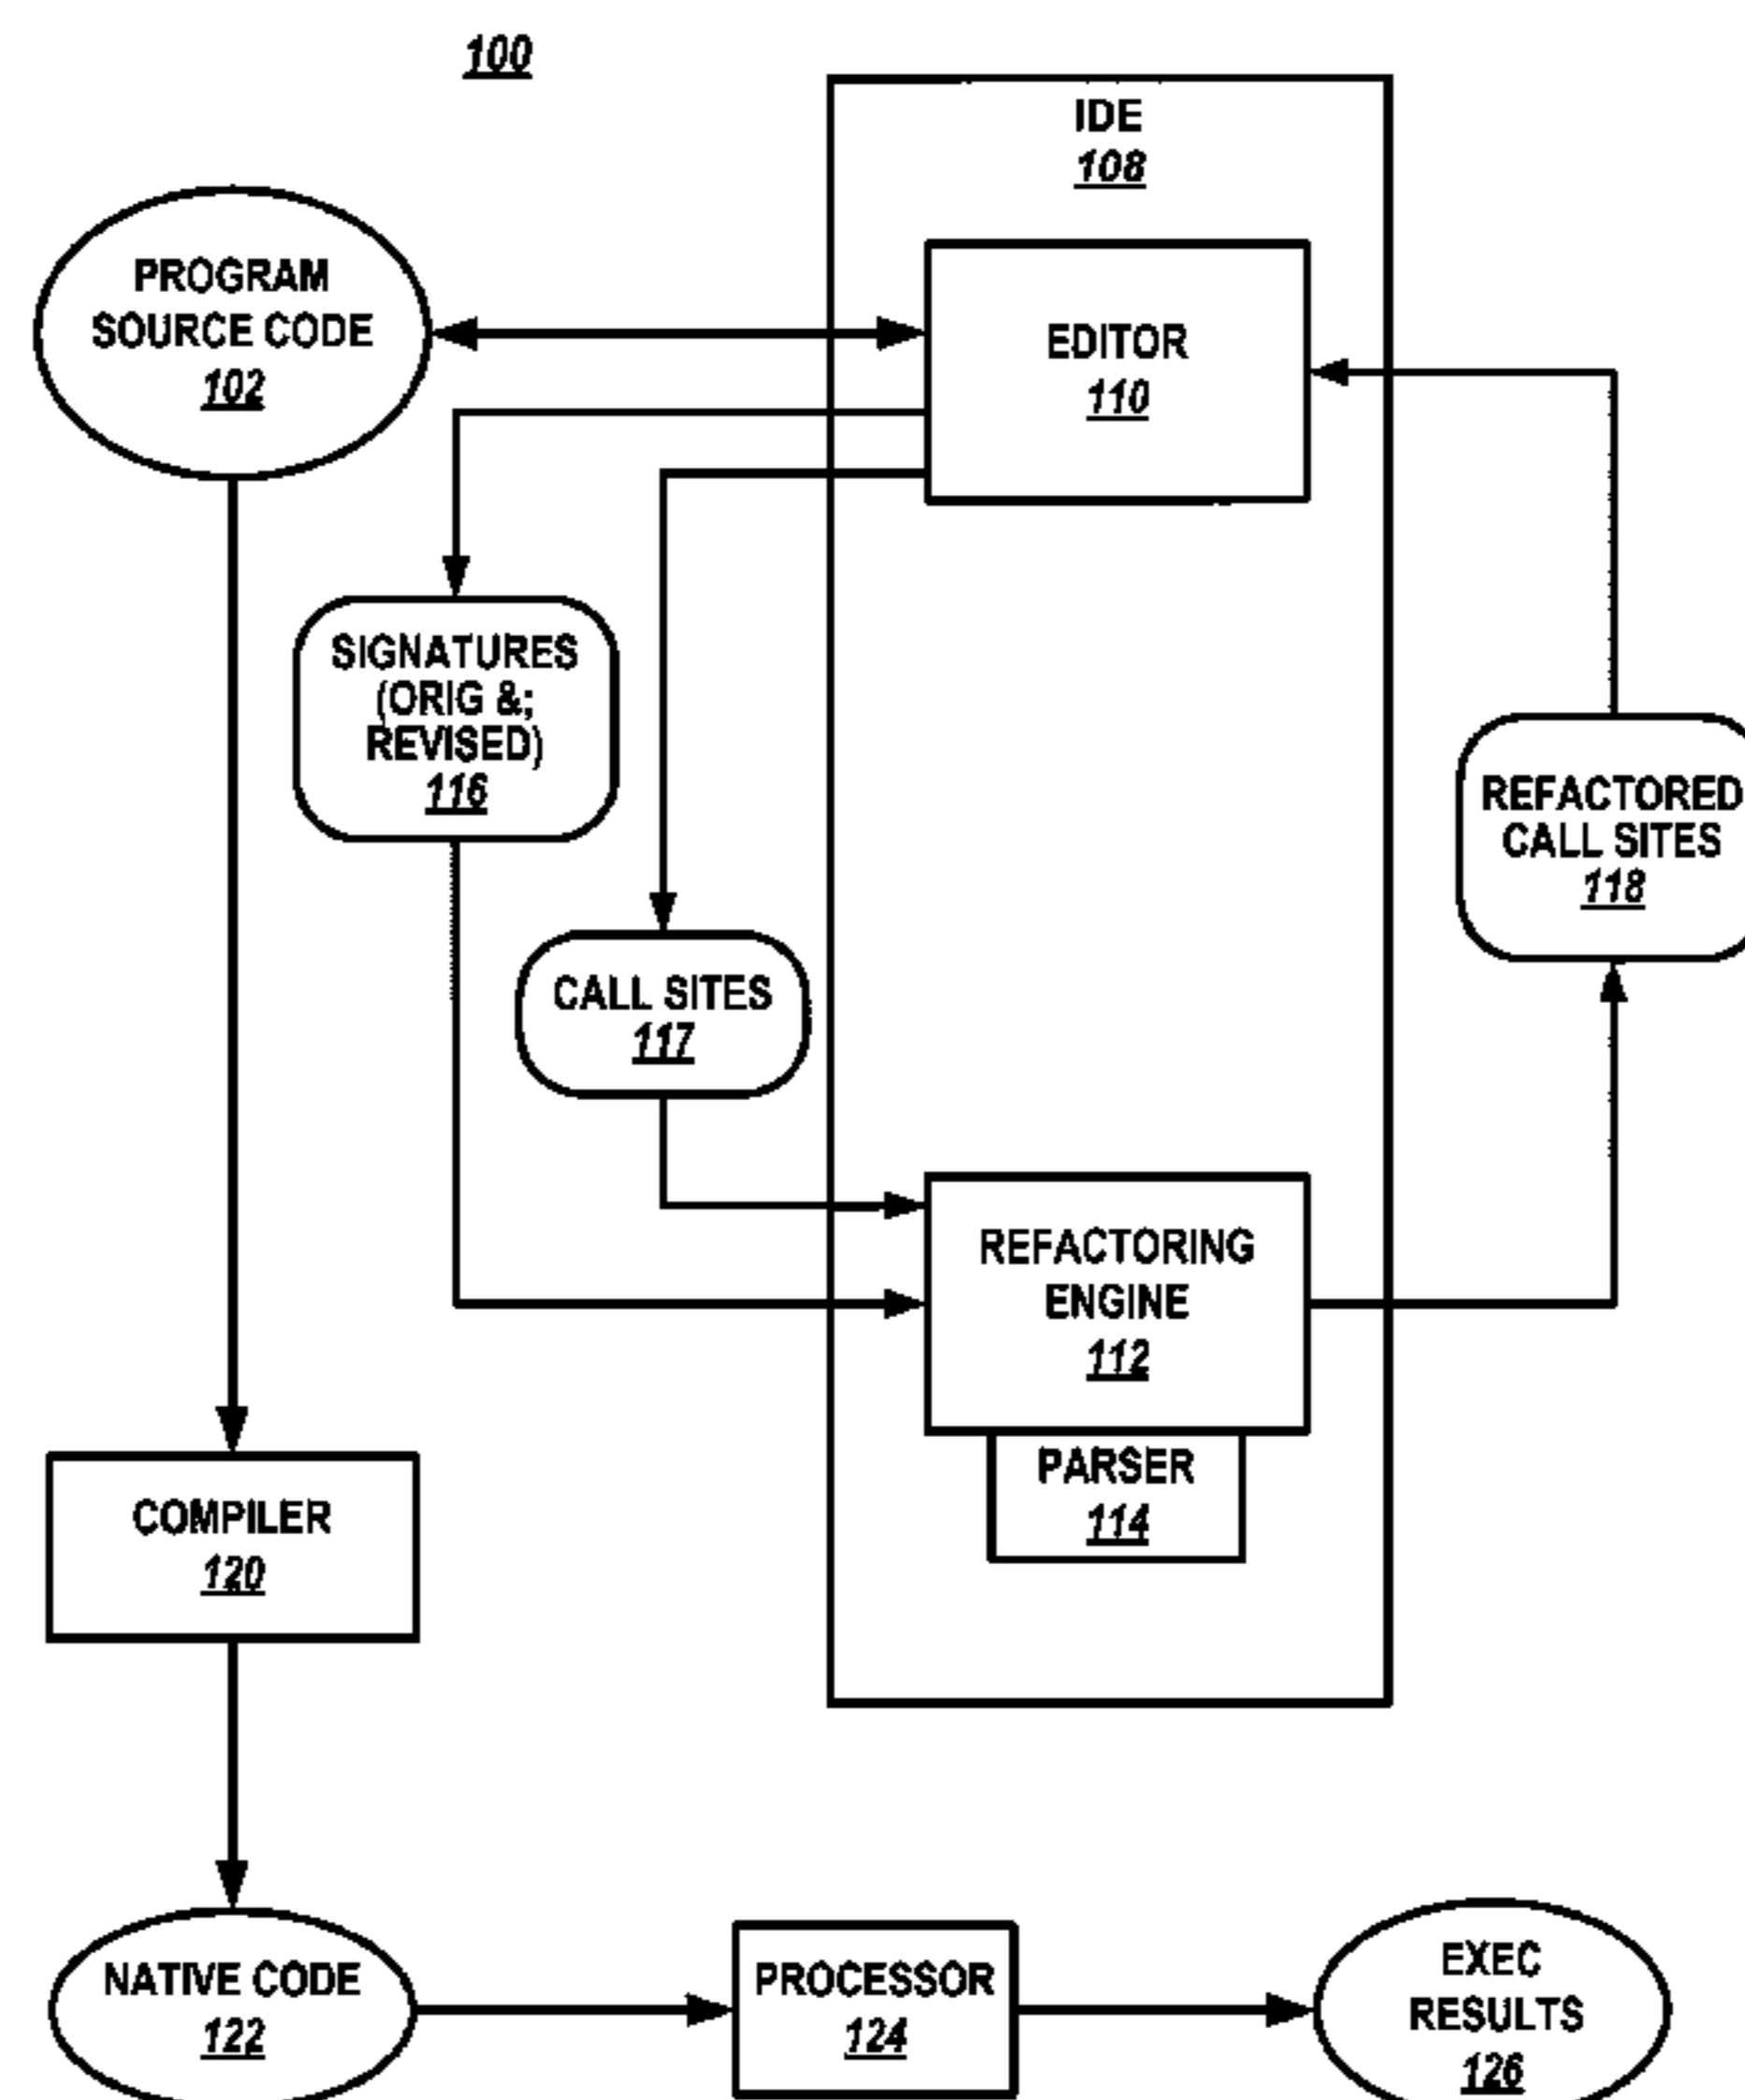 100
IDE
108
PROGRAM
SOURCE CODE
102
EDITOR
110
SIGNATURES
(ORIG &;
REVISED)
116
REFACTORED
CALL SITES
118
CALL SITES
117
REFACTORING
ENGINE
112
PARSER
114
COMPILER
120
NATIVE CODE
122
PROCESSOR
124
EXEC
RESULTS
126